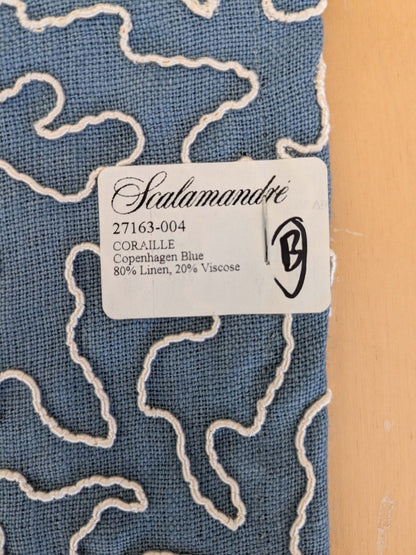 Scalamandré
27163-004
CORAILLE
Copenhagen Blue
80% Linen, 20% Viscose
B